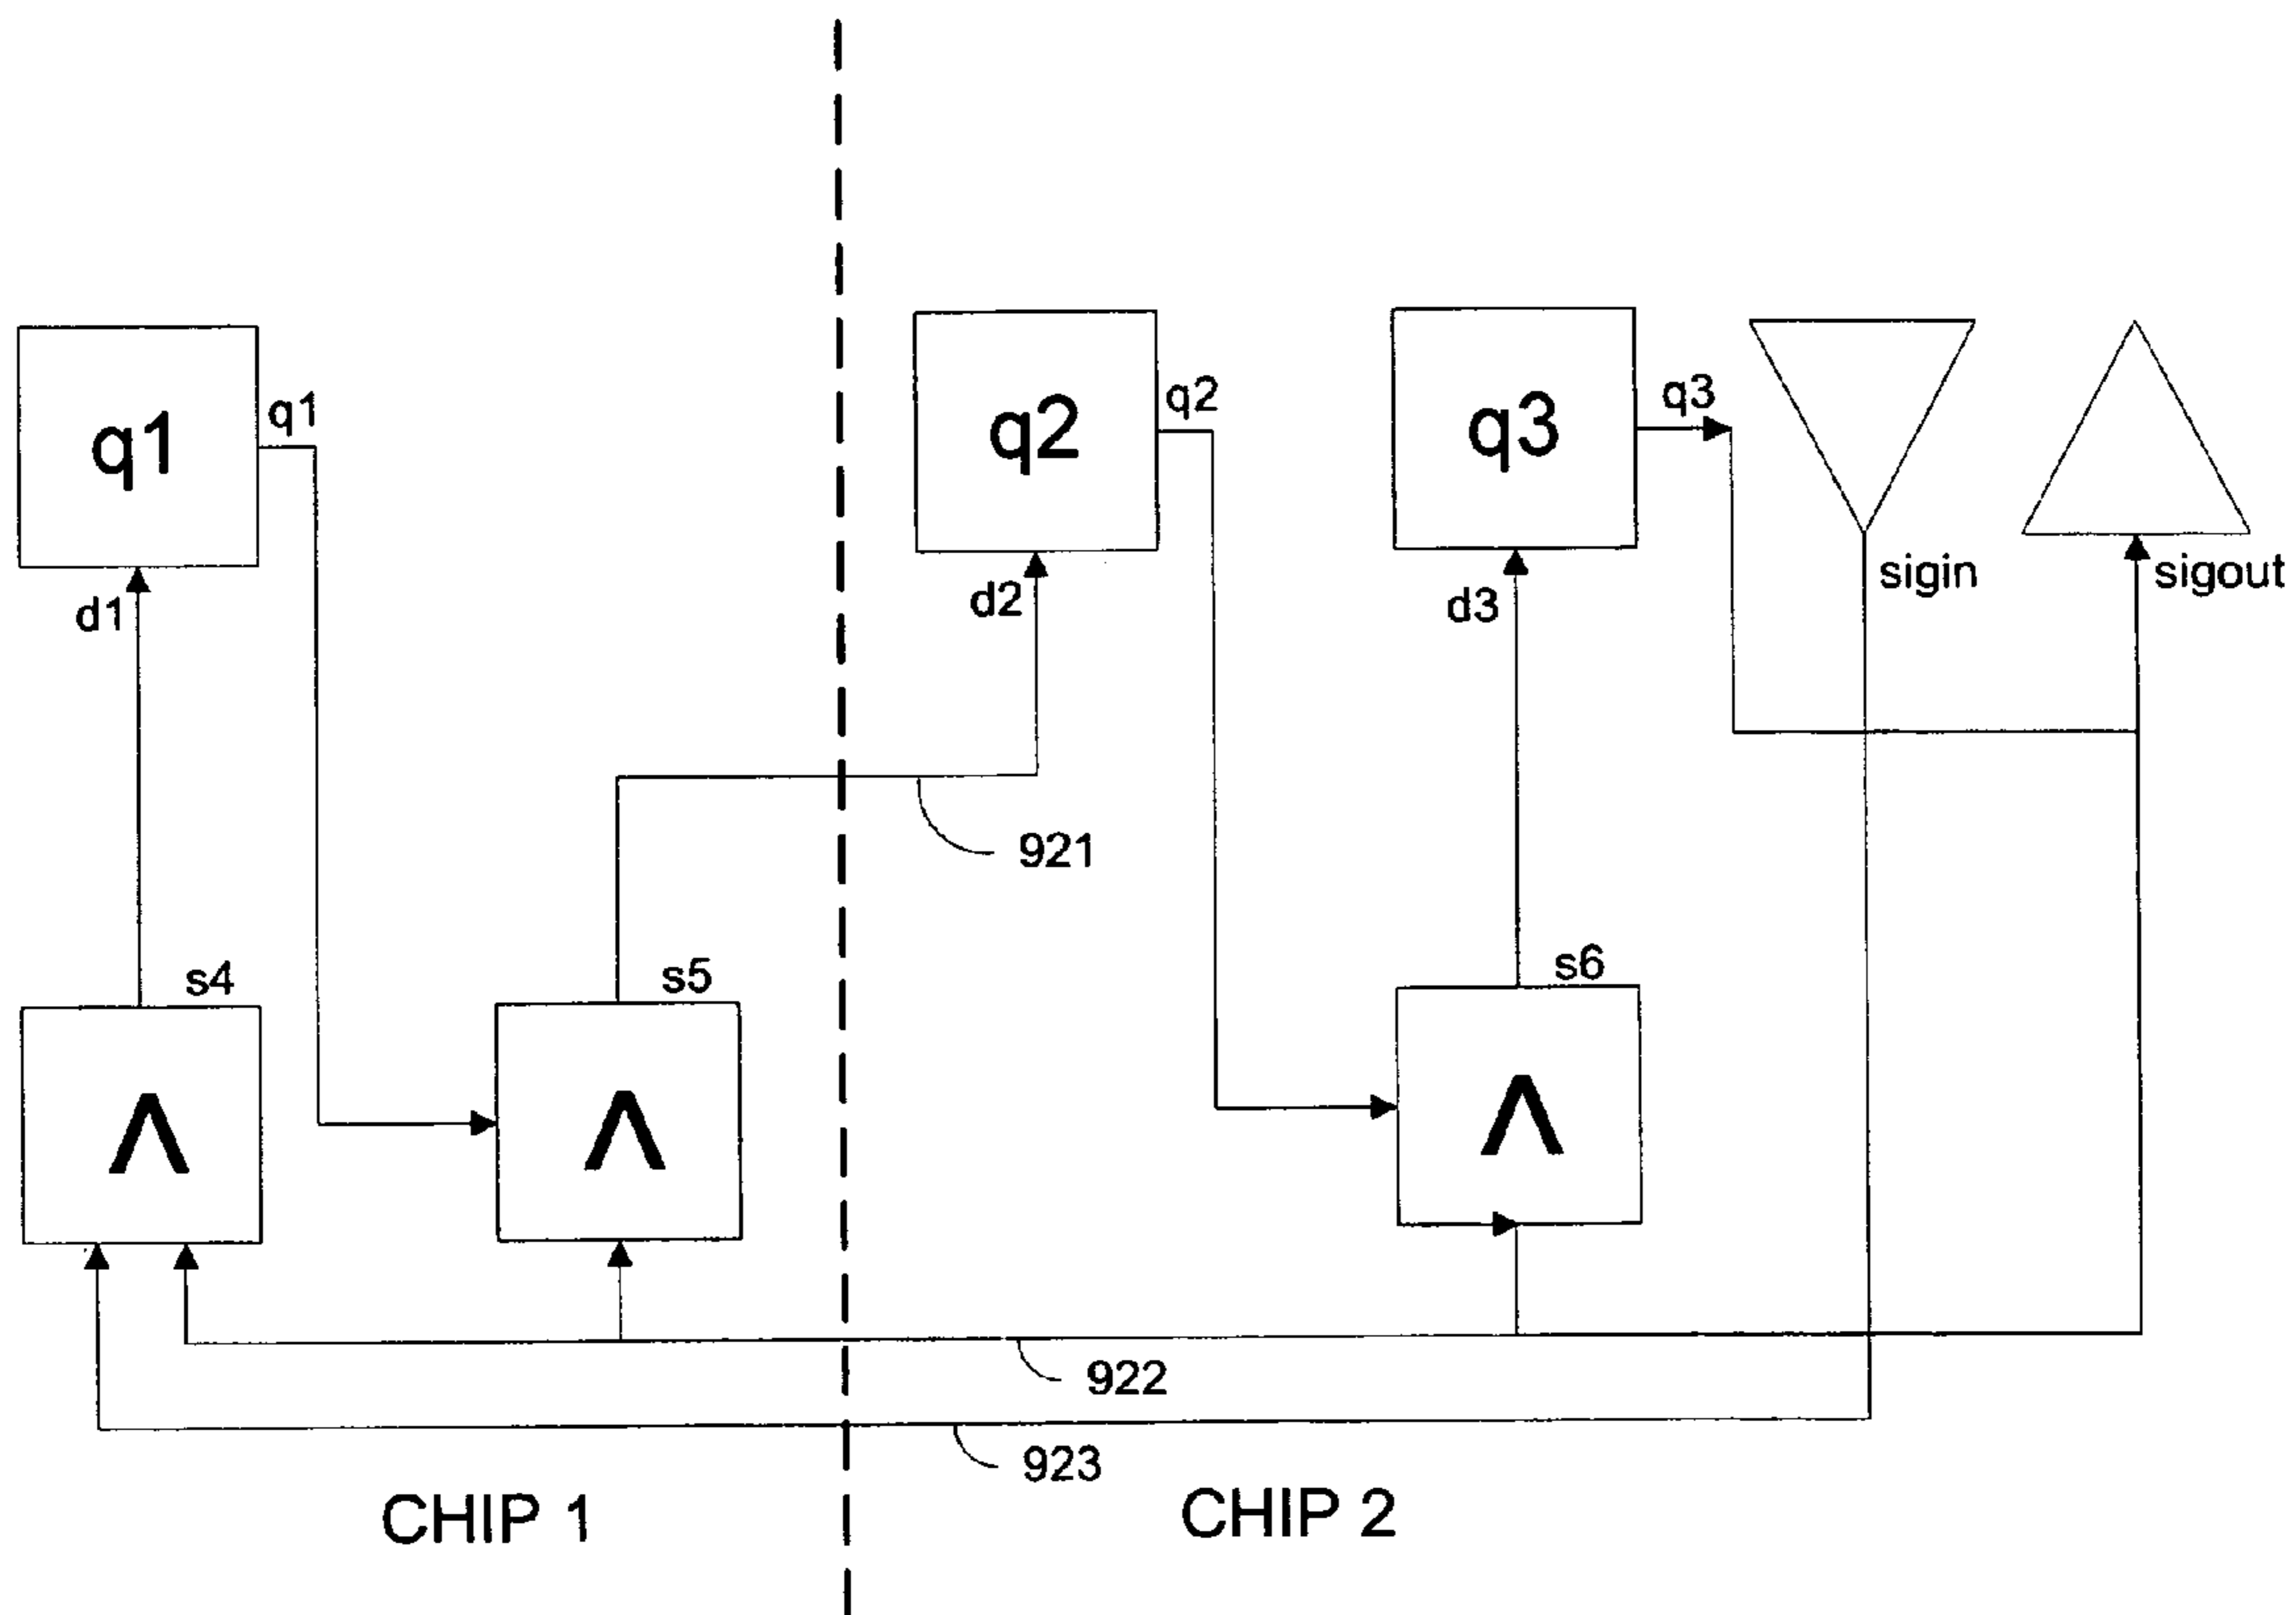 q1
q1
d1
q2
q2
d2
q3
q3
d3
sigin
sigout
921
s4
s5
s6
Λ
Λ
Λ
922
923
CHIP 1
CHIP 2